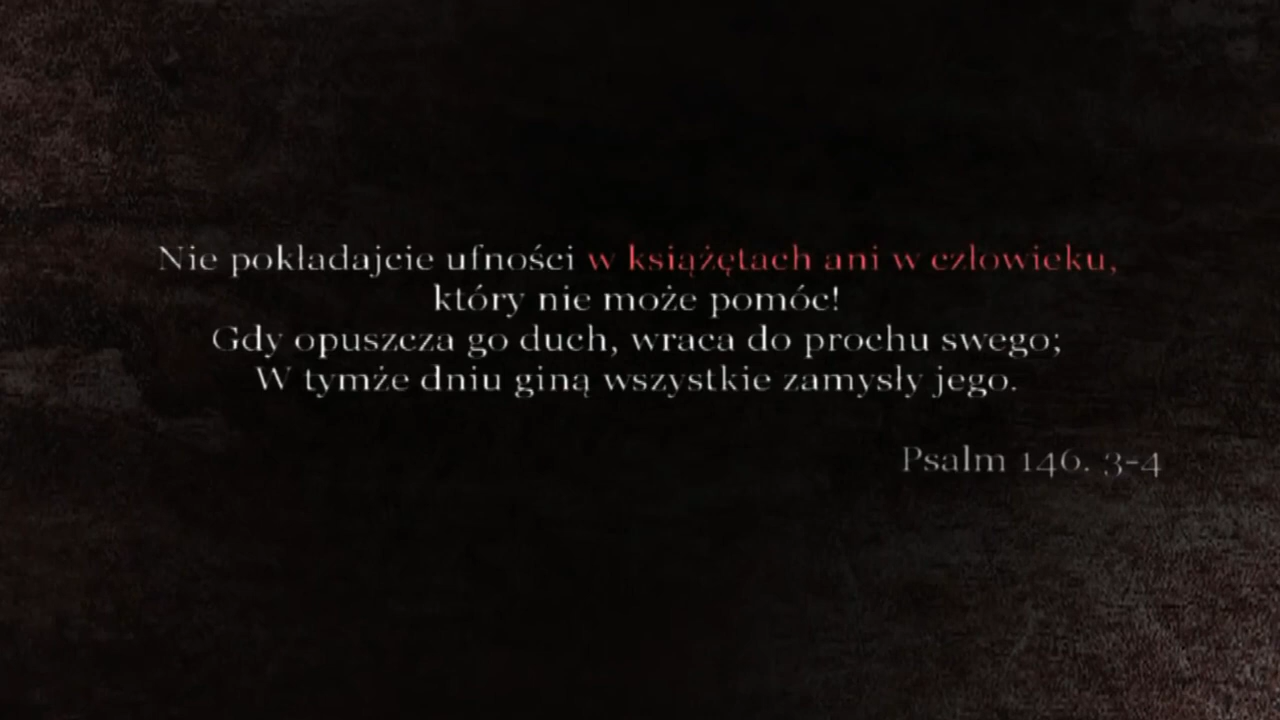 Nie pokładajcie ufności w książętach ani w człowieku,
który nie może pomóc!
Gdy opuszcza go duch, wraca do prochu swego;
W tymże dniu giną wszystkie zamysły jego.
Psalm 146. 3-4